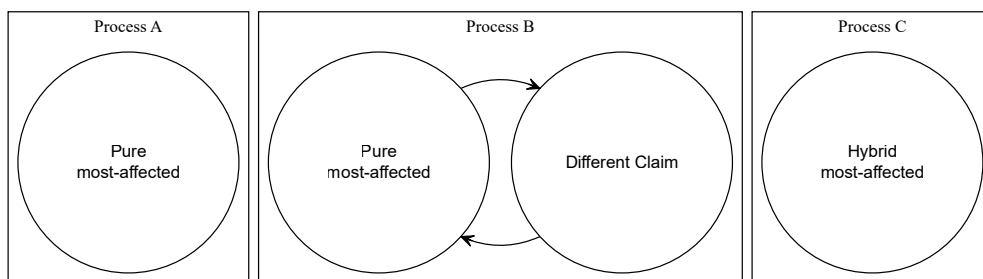 Process A
Pure
most-affected
Process B
Pure
most-affected
Different Claim
Process C
Hybrid
most-affected